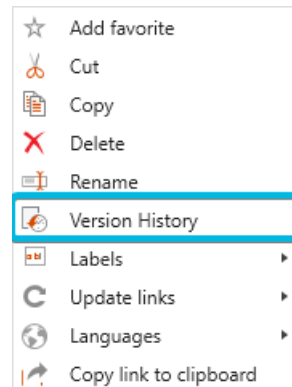 Add favorite
Cut
Copy
Delete
Rename
Version History
Labels
Update links
Languages
Copy link to clipboard